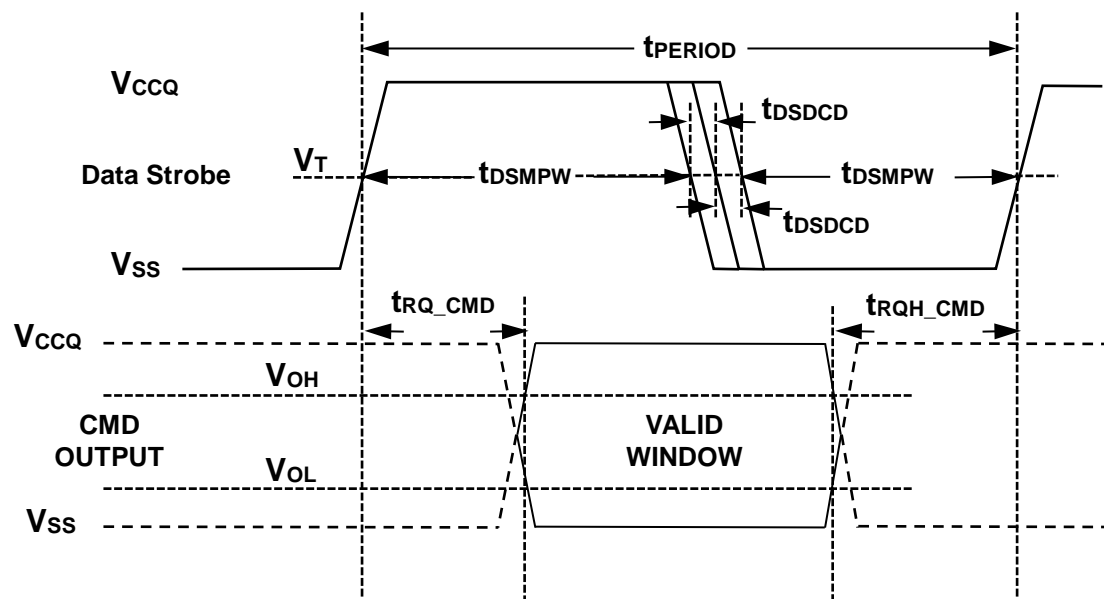 tPERIOD
VCCQ
tDSDCD
VT
Data Strobe
tDSMPW
tDSMPW
tDSDCD
VSS
tRQ_CMD
tRQH_CMD
VCCQ
VOH
CMD
OUTPUT
VALID
WINDOW
VOL
VSS